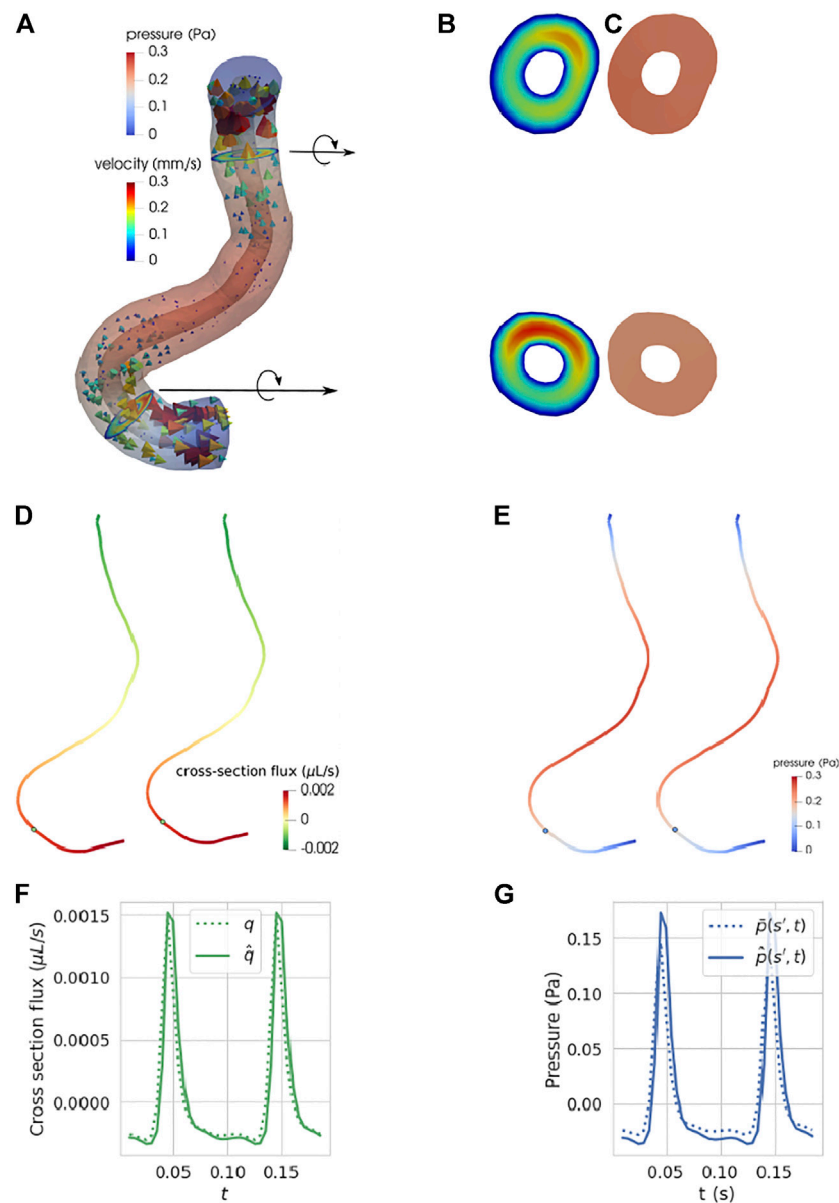 A
pressure (Pa)
0.3
0.2
0.1
0
velocity (mm/s)
0.3
0.2
0.1
0
B
C
D
cross-section flux (μL/s)
0.002
0
-0.002
E
pressure (Pa)
0.3
0.2
0.1
0
F
0.0015
0.0010
0.0005
0.0000
Cross section flux (μL/s)
q
q̂
0.05 0.10 0.15
t
G
0.15
0.10
0.05
0.00
Pressure (Pa)
p̄(s′, t)
p̂(s′, t)
0.05 0.10 0.15
t (s)